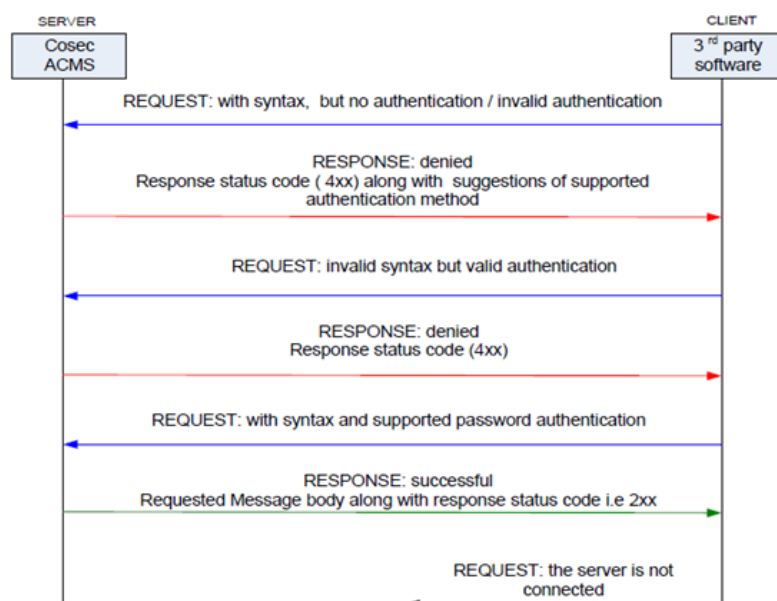 SERVER
CLIENT
Cosec
ACMS
3 rd party
software
REQUEST: with syntax, but no authentication / invalid authentication
RESPONSE: denied
Response status code ( 4xx) along with suggestions of supported
authentication method
REQUEST: invalid syntax but valid authentication
RESPONSE: denied
Response status code (4xx)
REQUEST: with syntax and supported password authentication
RESPONSE: successful
Requested Message body along with response status code i.e 2xx
REQUEST: the server is not
connected